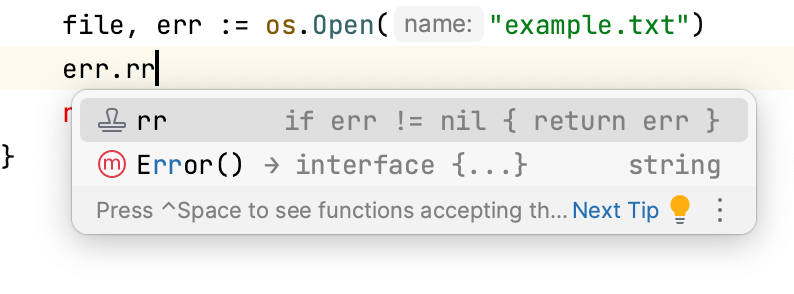 file, err := os.Open( name: "example.txt")
err.rr
rr if err != nil { return err }
m Error() → interface {...} string
}
Press ^Space to see functions accepting th... Next Tip